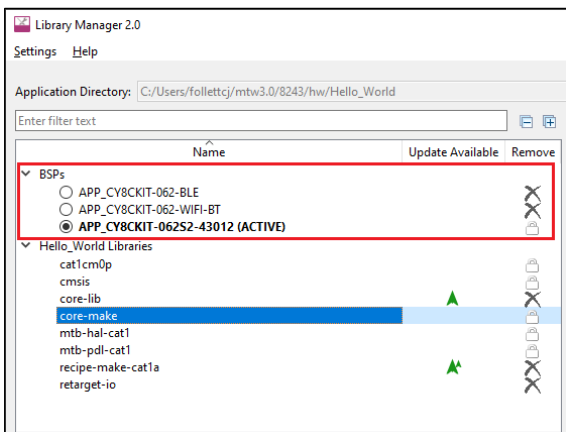 Library Manager 2.0
Settings Help
Application Directory: C:/Users/follettcj/mtw3.0/8243/hw/Hello_World
Enter filter text
Name Update Available Remove
BSPs
APP_CY8CKIT-062-BLE
APP_CY8CKIT-062-WIFI-BT
APP_CY8CKIT-062S2-43012 (ACTIVE)
Hello_World Libraries
cat1cm0p
cmsis
core-lib
core-make
mtb-hal-cat1
mtb-pdl-cat1
recipe-make-cat1a
retarget-io